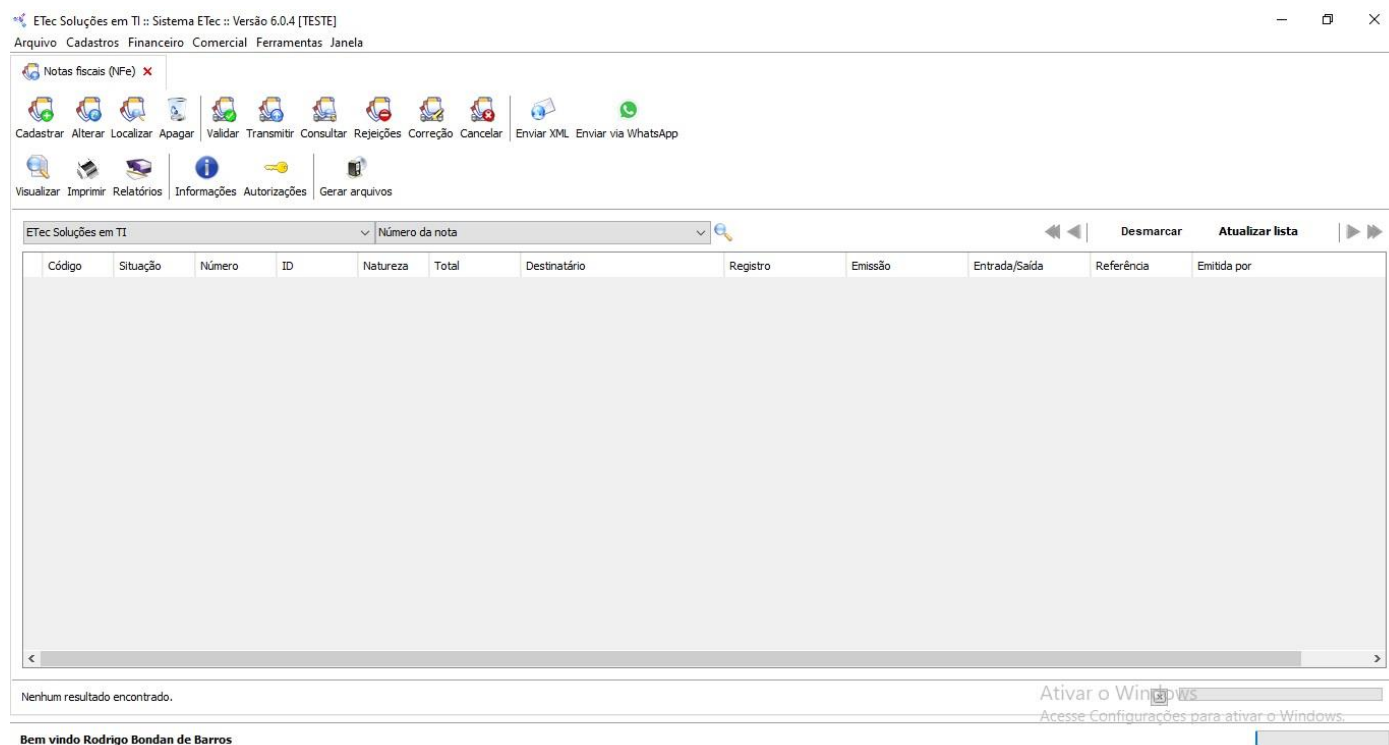 ETec Soluções em TI :: Sistema ETec :: Versão 6.0.4 [TESTE]
Arquivo Cadastros Financeiro Comercial Ferramentas Janela
Notas fiscais (NFe)
Cadastrar Alterar Localizar Apagar Validar Transmitir Consultar Rejeições Correção Cancelar Enviar XML Enviar via WhatsApp
Visualizar Imprimir Relatórios Informações Autorizações Gerar arquivos
ETec Soluções em TI Número da nota Desmarcar Atualizar lista
Código Situação Número ID Natureza Total Destinatário Registro Emissão Entrada/Saída Referência Emitida por
Nenhum resultado encontrado.
Ativar o Windows
Acesse Configurações para ativar o Windows.
Bem vindo Rodrigo Bondan de Barros